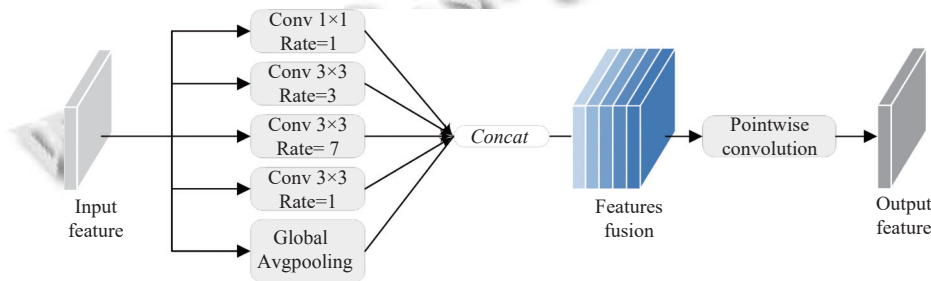 Conv 1×1
Rate=1
Conv 3×3
Rate=3
Conv 3×3
Rate= 7
Conv 3×3
Rate=1
Global
Avgpooling
Input
feature
Concat
Features
fusion
Pointwise
convolution
Output
feature